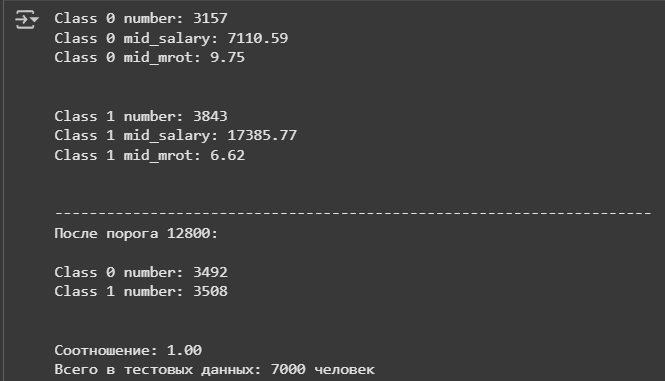 Class 0 number: 3157
Class 0 mid_salary: 7110.59
Class 0 mid_mrot: 9.75
Class 1 number: 3843
Class 1 mid_salary: 17385.77
Class 1 mid_mrot: 6.62
----------------------------------------------------------------------
После порога 12800:
Class 0 number: 3492
Class 1 number: 3508
Соотношение: 1.00
Всего в тестовых данных: 7000 человек